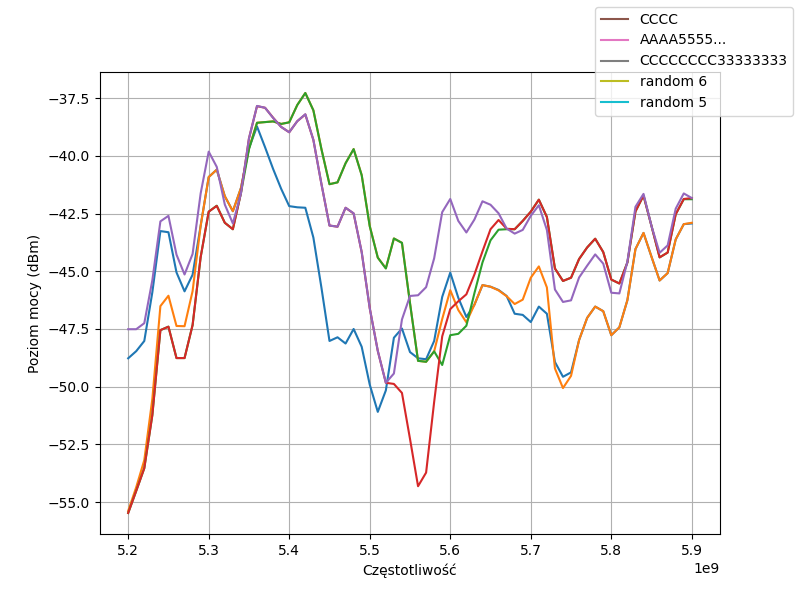 CCCC
AAAA5555...
CCCCCCCC33333333
random 6
random 5
−37.5
−40.0
−42.5
−45.0
−47.5
−50.0
−52.5
−55.0
Poziom mocy (dBm)
5.2 5.3 5.4 5.5 5.6 5.7 5.8 5.9
1e9
Częstotliwość